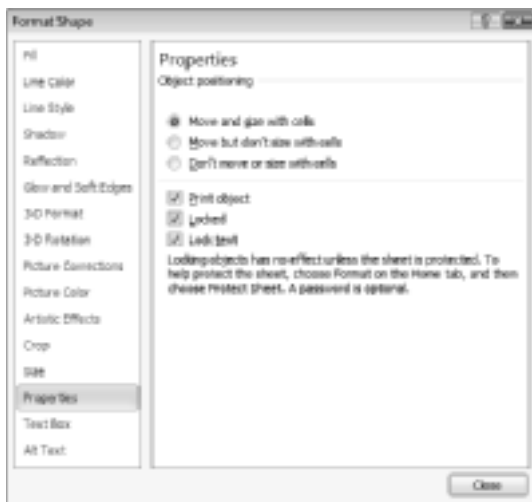 Format Shape
Fill
Line Color
Line Style
Shadow
Reflection
Glow and Soft Edges
3-D Format
3-D Rotation
Picture Corrections
Picture Color
Artistic Effects
Crop
Size
Properties
Text Box
Alt Text
Properties
Object positioning
Move and size with cells
Move but don't size with cells
Don't move or size with cells
Print object
Locked
Lock text
Locking objects has no effect unless the sheet is protected. To
help protect the sheet, choose Format on the Home tab, and then
choose Protect Sheet. A password is optional.
Close